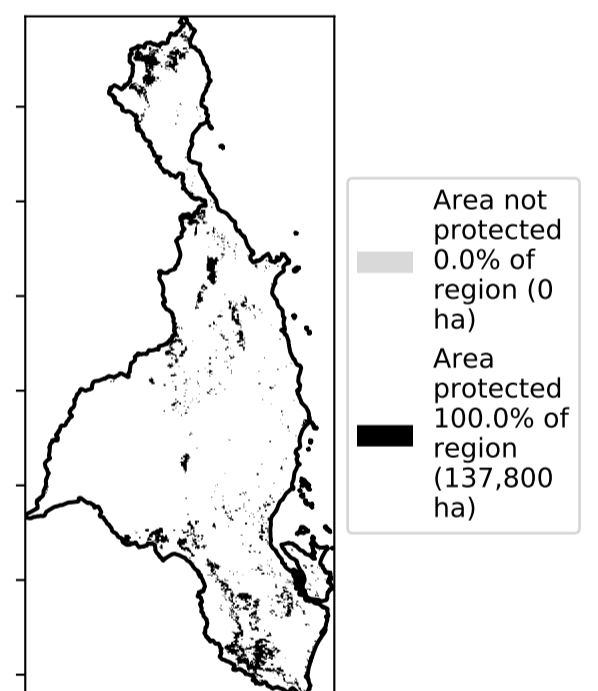 Area not
protected
0.0% of
region (0
ha)
Area
protected
100.0% of
region
(137,800
ha)